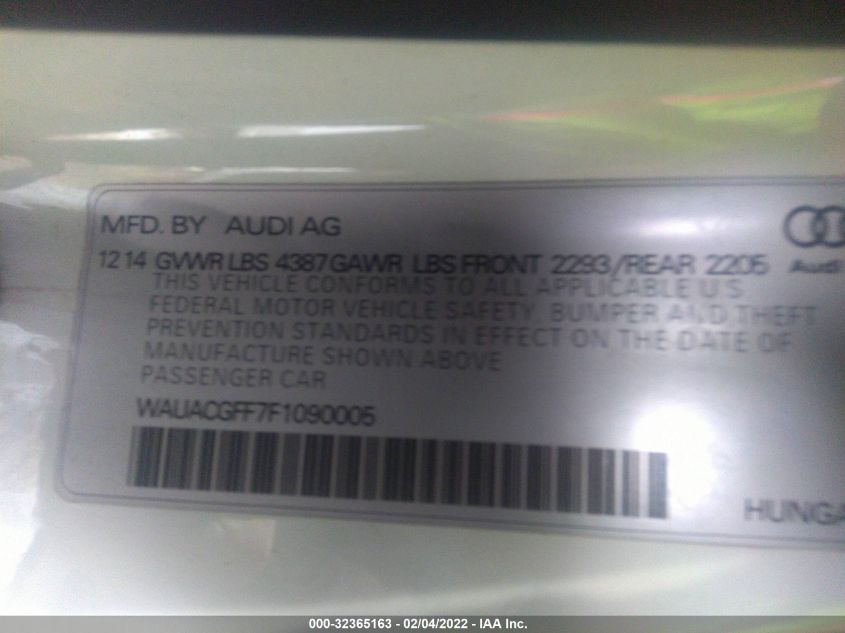 MFD. BY AUDI AG
12 14 GVWR LBS 4387 GAWR LBS FRONT 2293/REAR 2205
Audi
THIS VEHICLE CONFORMS TO ALL APPLICABLE U.S.
FEDERAL MOTOR VEHICLE SAFETY, BUMPER AND THEFT
PREVENTION STANDARDS IN EFFECT ON THE DATE OF
MANUFACTURE SHOWN ABOVE
PASSENGER CAR
WAUACGFF7F1090005
HUNGA
000-32365163 - 02/04/2022 - IAA Inc.